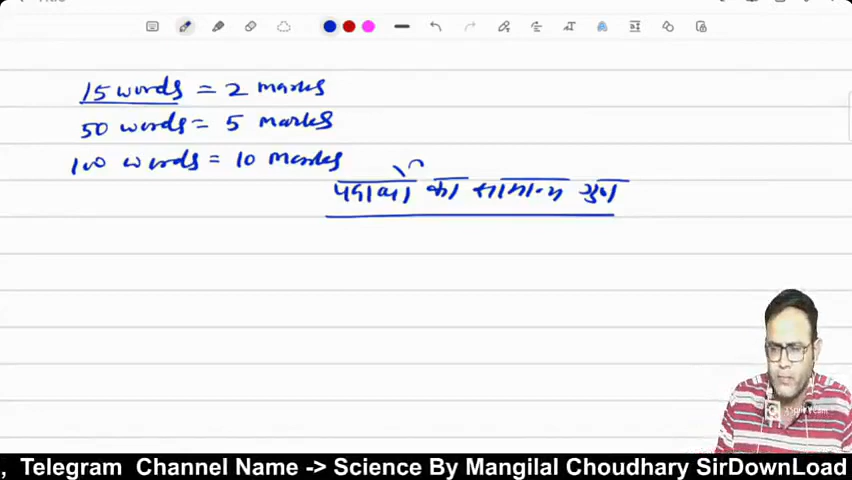 15 words = 2 marks
50 words = 5 marks
100 words = 10 marks
पदार्थों का सामान्य गुण
, Telegram Channel Name -> Science By Mangilal Choudhary SirDownLoad